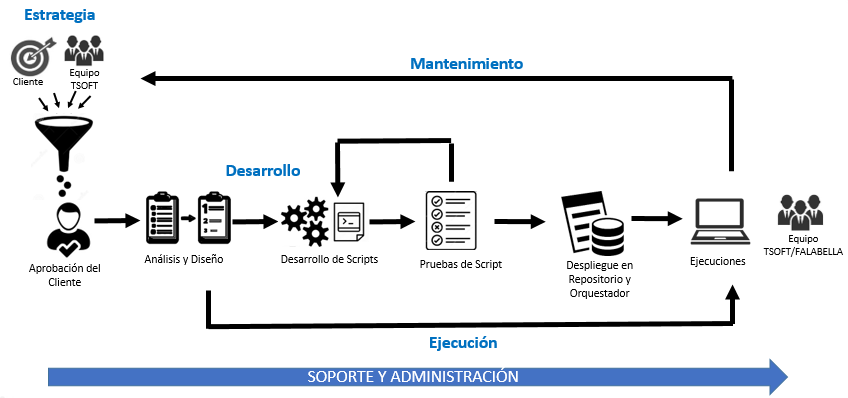 Estrategia
Cliente
Equipo
TSOFT
Mantenimiento
Desarrollo
Aprobación del
Cliente
Análisis y Diseño
Desarrollo de Scripts
Pruebas de Script
Despliegue en
Repositorio y
Orquestador
Ejecuciones
Equipo
TSOFT/FALABELLA
Ejecución
SOPORTE Y ADMINISTRACIÓN